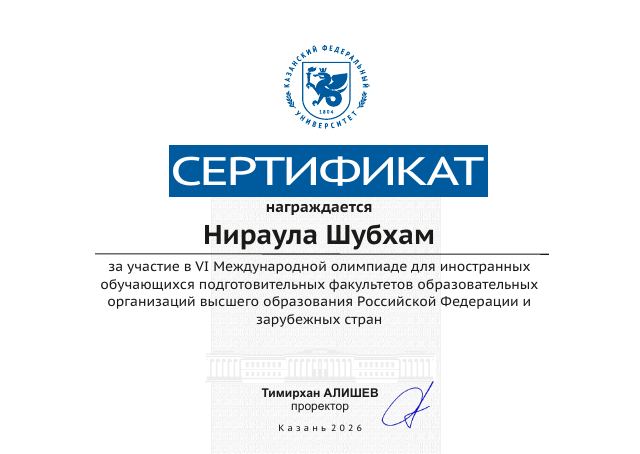 КАЗАНСКИЙ ФЕДЕРАЛЬНЫЙ
1804
УНИВЕРСИТЕТ
СЕРТИФИКАТ
награждается
Нираула Шубхам
за участие в VI Международной олимпиаде для иностранных
обучающихся подготовительных факультетов образовательных
организаций высшего образования Российской Федерации и
зарубежных стран
Тимирхан АЛИШЕВ
проректор
Казань 2026